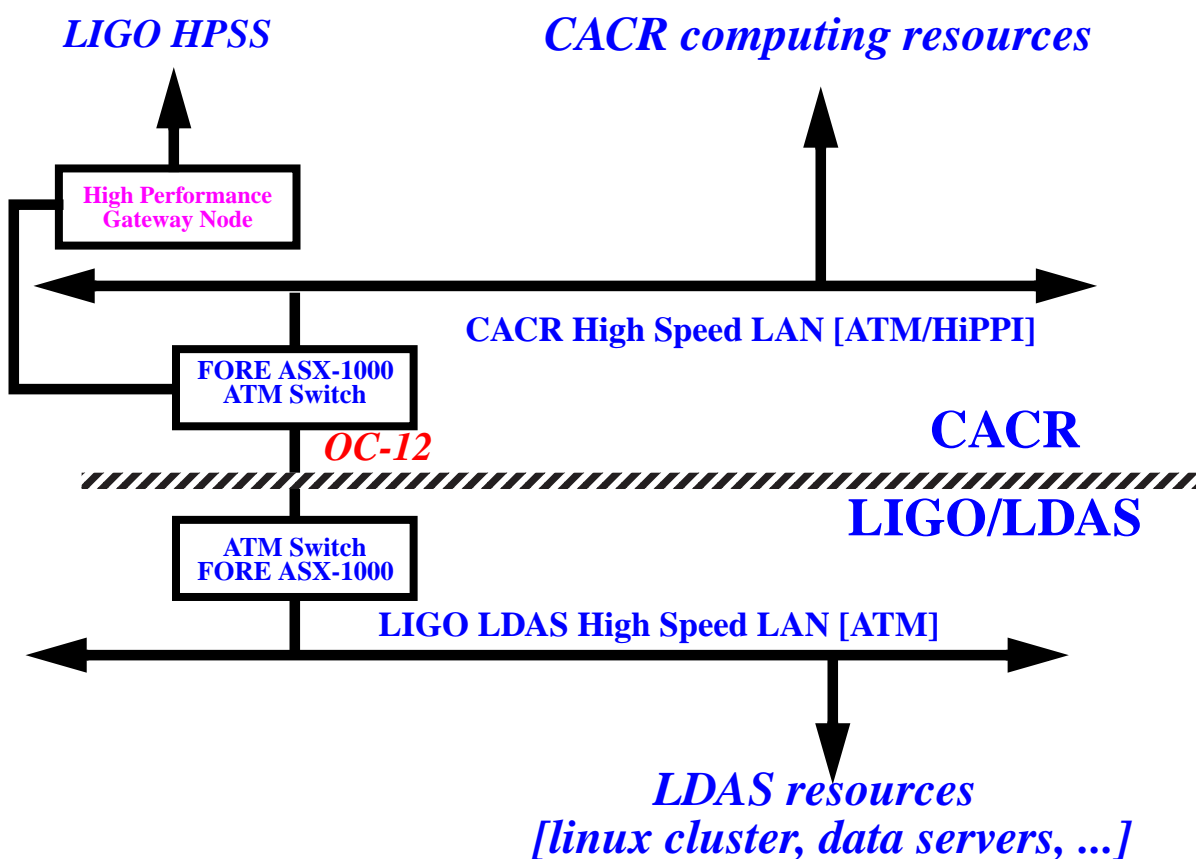 LIGO HPSS
CACR computing resources
High Performance
Gateway Node
CACR High Speed LAN [ATM/HiPPI]
FORE ASX-1000
ATM Switch
OC-12
CACR
LIGO/LDAS
ATM Switch
FORE ASX-1000
LIGO LDAS High Speed LAN [ATM]
LDAS resources
[linux cluster, data servers, ...]